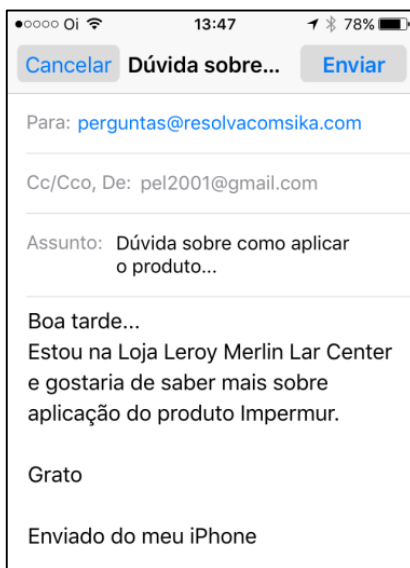 Oi 13:47 78%
Cancelar Dúvida sobre... Enviar
Para: perguntas@resolvacomsika.com
Cc/Cco, De: pel2001@gmail.com
Assunto: Dúvida sobre como aplicar
o produto...
Boa tarde...
Estou na Loja Leroy Merlin Lar Center
e gostaria de saber mais sobre
aplicação do produto Impermur.
Grato
Enviado do meu iPhone